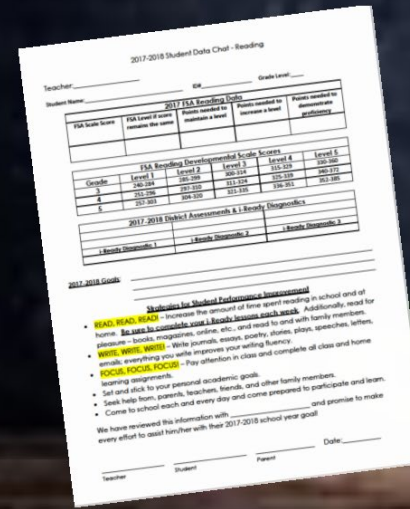 2017-2018 Student Data Chat - Reading
Teacher:
Student Name: ID# Grade Level:
2017 FSA Reading Data
FSA Scale Score FSA Level if score remains the same Points needed to maintain a level Points needed to increase a level Points needed to demonstrate proficiency
FSA Reading Developmental Scale Scores
Grade Level 1 Level 2 Level 3 Level 4 Level 5
240-284 285-299 300-314 315-329 330-360
4 251-296 297-310 311-324 325-339 340-372
5 257-303 304-320 321-335 336-351 352-385
2017-2018 District Assessments & i-Ready Diagnostics
i-Ready Diagnostic 1 i-Ready Diagnostic 2 i-Ready Diagnostic 3
2017-2018 Goals:
Strategies for Student Performance Improvement
• READ, READ, READ! – Increase the amount of time spent reading in school and at
home. Be sure to complete your i-Ready lessons each week. Additionally, read for
pleasure – books, magazines, online, etc., and read to and with family members.
• WRITE, WRITE, WRITE! – Write journals, essays, poetry, stories, plays, speeches, letters,
emails; everything you write improves your writing fluency.
• FOCUS, FOCUS, FOCUS! – Pay attention in class and complete all class and home
learning assignments.
• Set and stick to your personal academic goals.
• Seek help from, parents, teachers, friends, and other family members.
• Come to school each and every day and come prepared to participate and learn.
We have reviewed this information with and promise to make
every effort to assist him/her with their 2017-2018 school year goal!
Date:
Teacher Student Parent